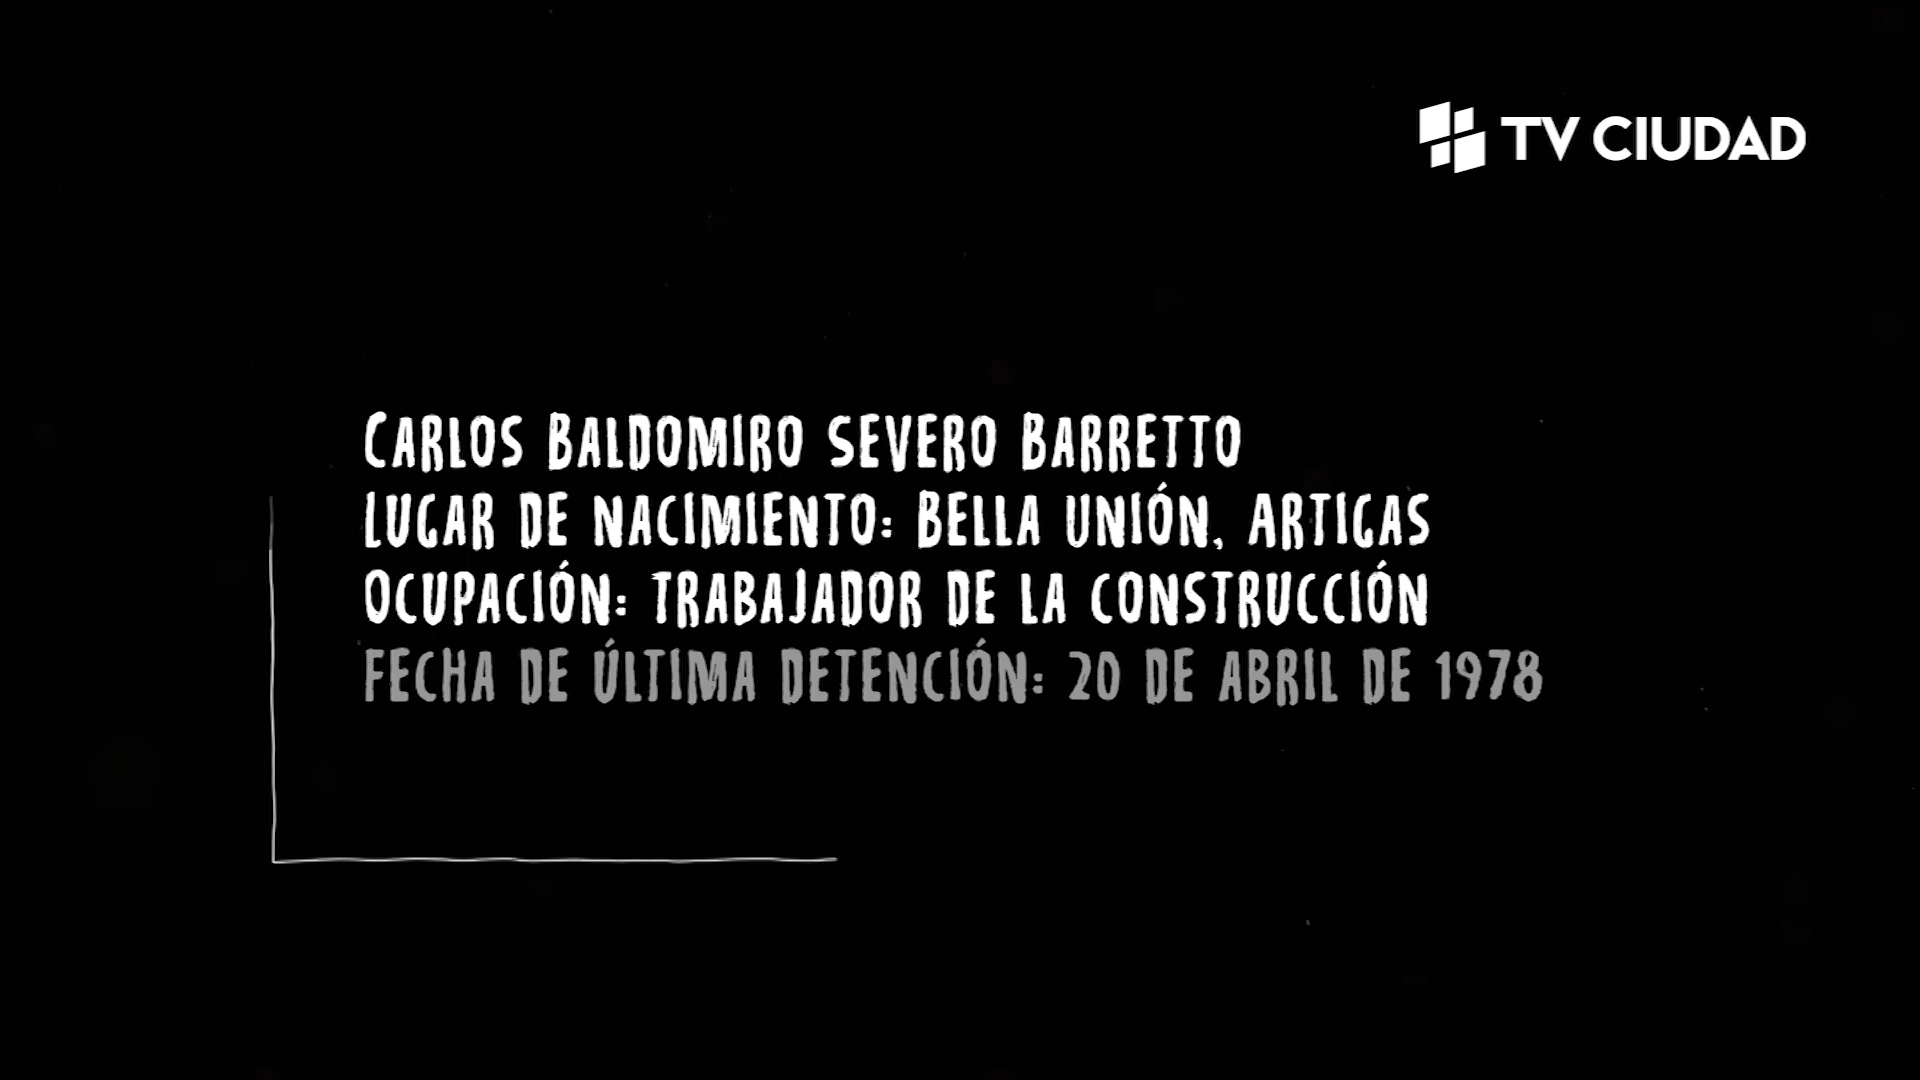 TV CIUDAD
CARLOS BALDOMIRO SEVERO BARRETTO
LUGAR DE NACIMIENTO: BELLA UNIÓN, ARTIGAS
OCUPACIÓN: TRABAJADOR DE LA CONSTRUCCIÓN
FECHA DE ÚLTIMA DETENCIÓN: 20 DE ABRIL DE 1978